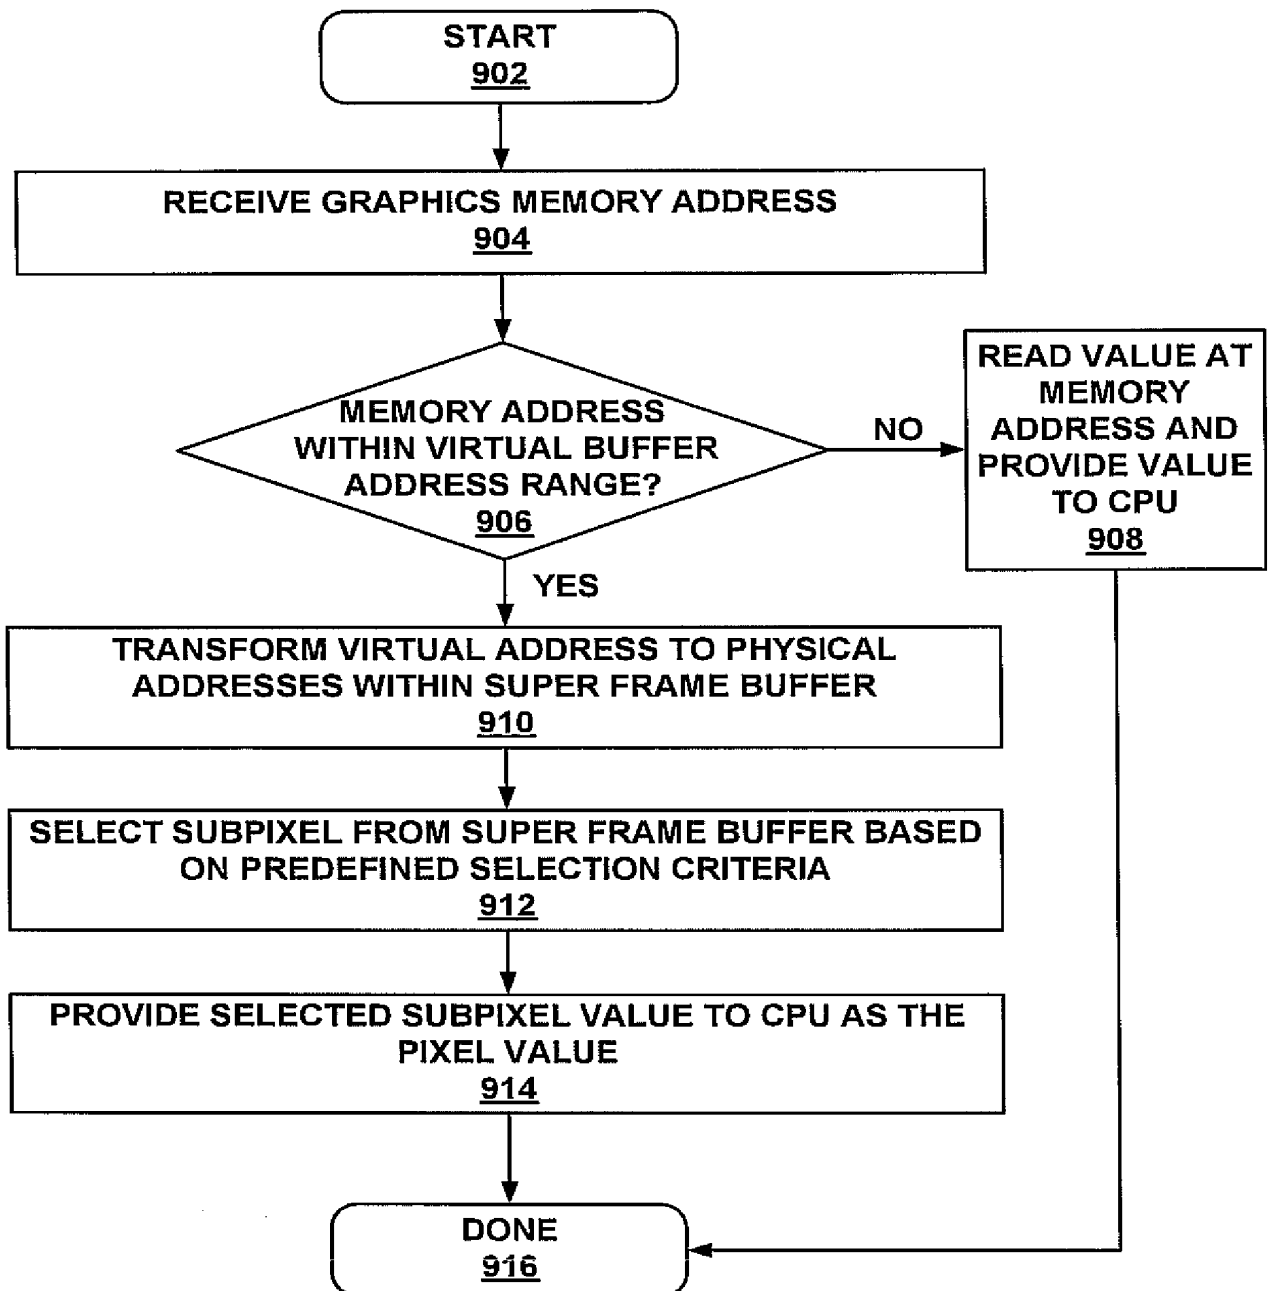 START
902
RECEIVE GRAPHICS MEMORY ADDRESS
904
MEMORY ADDRESS
WITHIN VIRTUAL BUFFER
ADDRESS RANGE?
906
NO
READ VALUE AT
MEMORY
ADDRESS AND
PROVIDE VALUE
TO CPU
908
YES
TRANSFORM VIRTUAL ADDRESS TO PHYSICAL
ADDRESSES WITHIN SUPER FRAME BUFFER
910
SELECT SUBPIXEL FROM SUPER FRAME BUFFER BASED
ON PREDEFINED SELECTION CRITERIA
912
PROVIDE SELECTED SUBPIXEL VALUE TO CPU AS THE
PIXEL VALUE
914
DONE
916